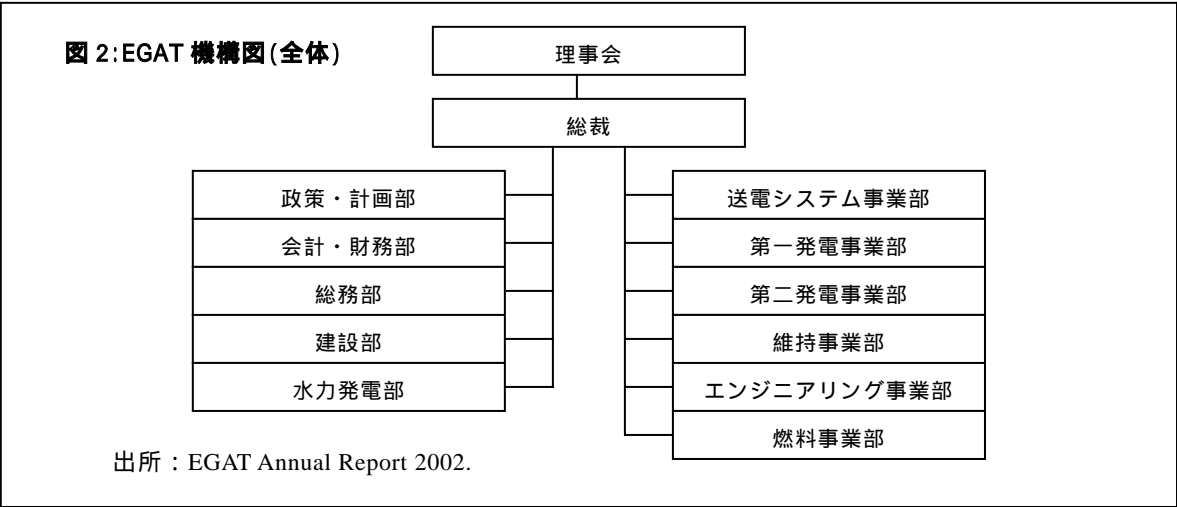 図 2:EGAT 機構図(全体)
理事会
総裁
政策・計画部
会計・財務部
総務部
建設部
水力発電部
送電システム事業部
第一発電事業部
第二発電事業部
維持事業部
エンジニアリング事業部
燃料事業部
出所：EGAT Annual Report 2002.